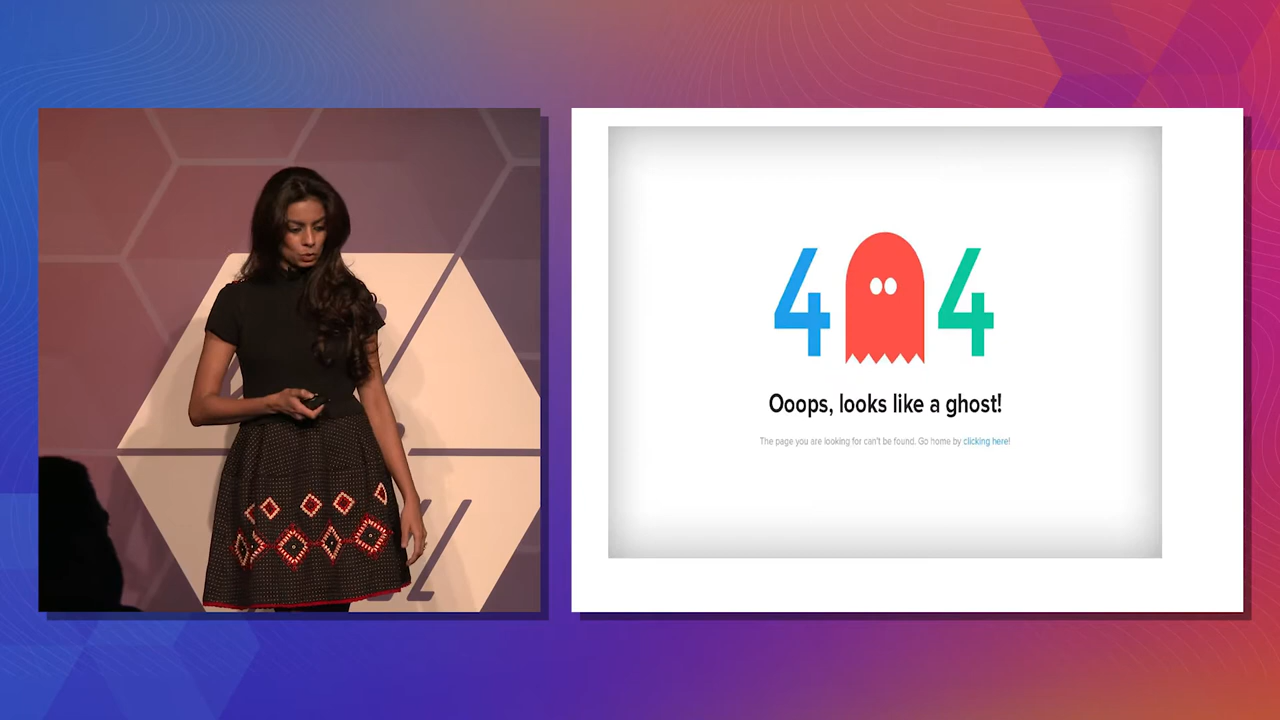 404
Ooops, looks like a ghost!
The page you are looking for can't be found. Go home by clicking here!